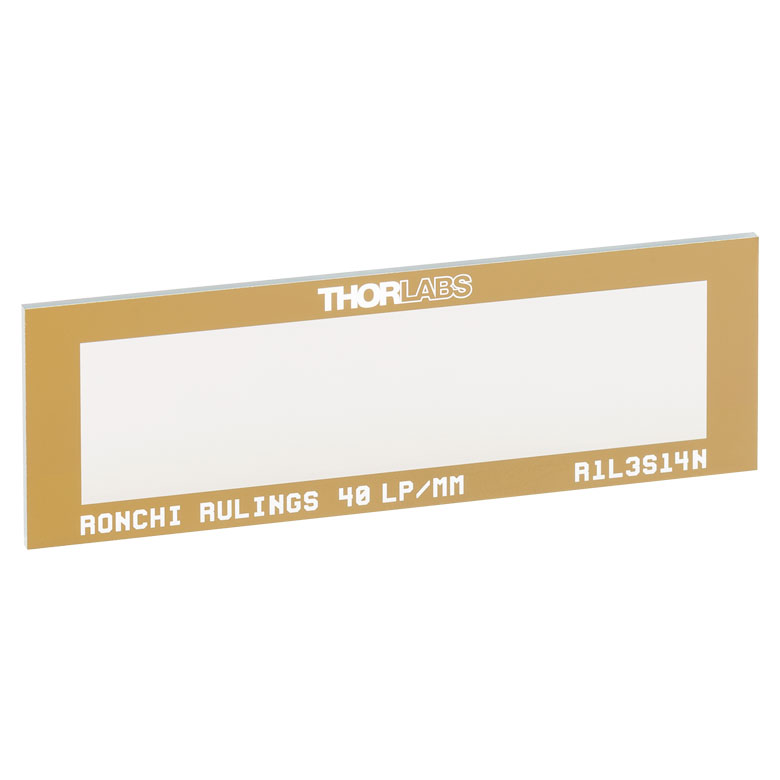 THORLABS
RONCHI RULINGS 40 LP/MM
R1L3S14N